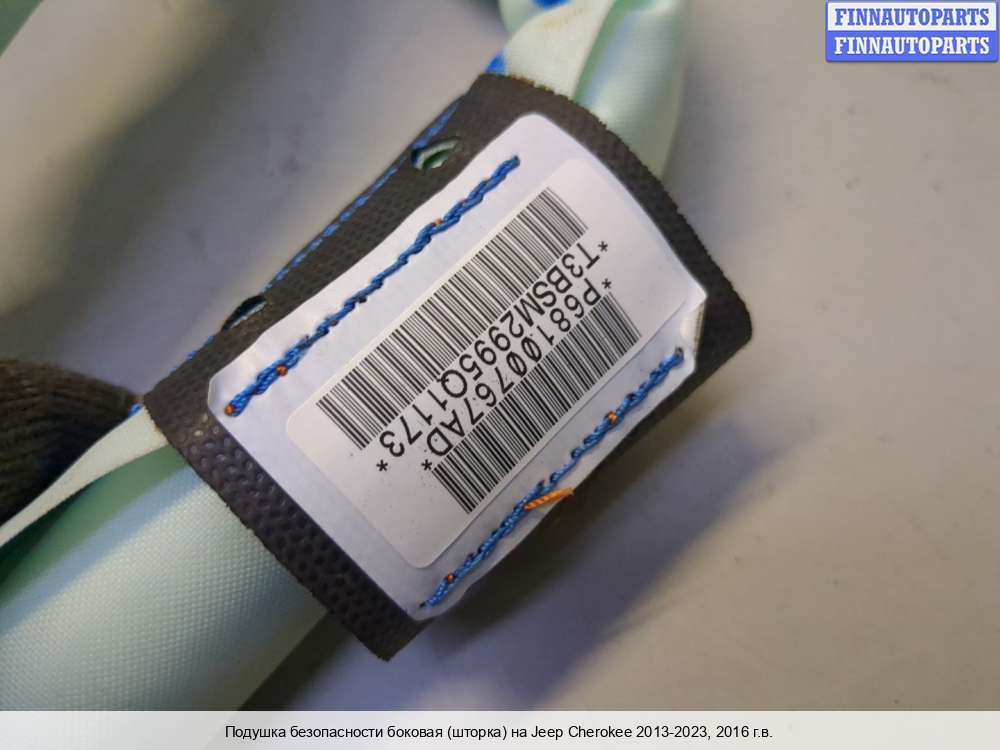 FINNAUTOPARTS
FINNAUTOPARTS
*P68100767AD*
*T3BSM2995Q1173*
Подушка безопасности боковая (шторка) на Jeep Cherokee 2013-2023, 2016 г.в.